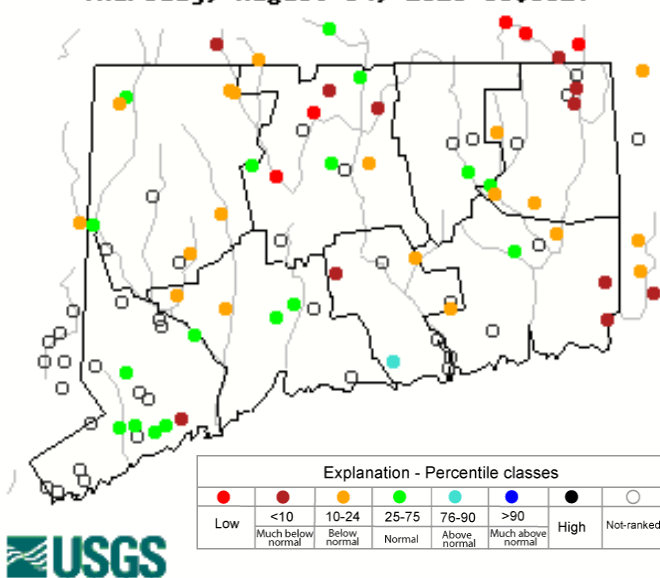 Explanation - Percentile classes
Low
<10
10-24
25-75
76-90
>90
High
Not-ranked
Much below normal
Below normal
Normal
Above normal
Much above normal
USGS